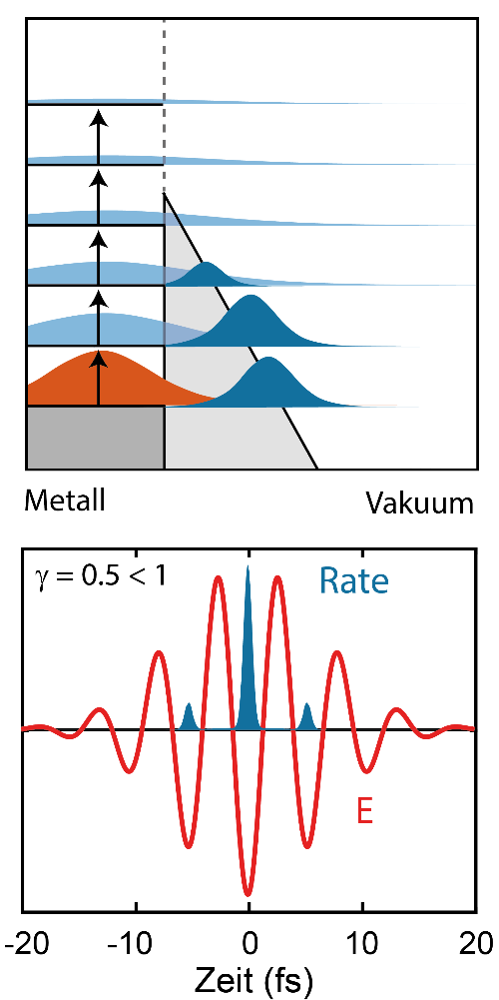 Metall Vakuum
γ = 0.5 < 1 Rate
E
-20 -10 0 10 20
Zeit (fs)